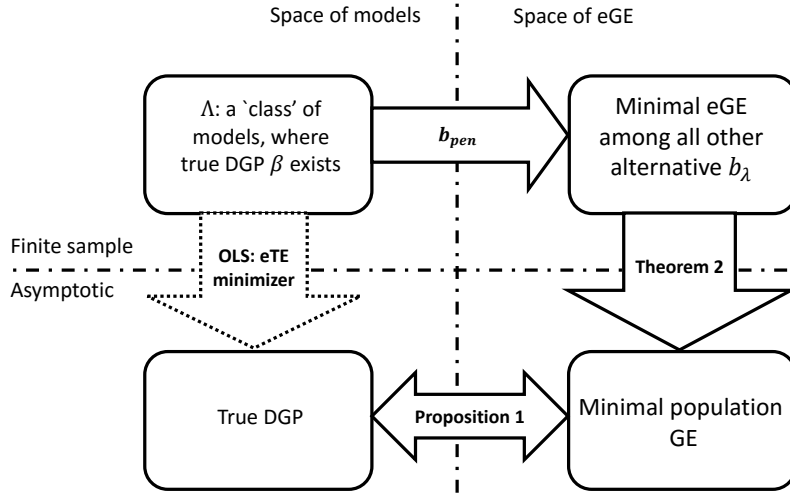 Space of models
Space of eGE
Λ: a `class' of
models, where
true DGP β exists
b_pen
Minimal eGE
among all other
alternative b_λ
Finite sample
Asymptotic
OLS: eTE
minimizer
Theorem 2
True DGP
Proposition 1
Minimal population
GE